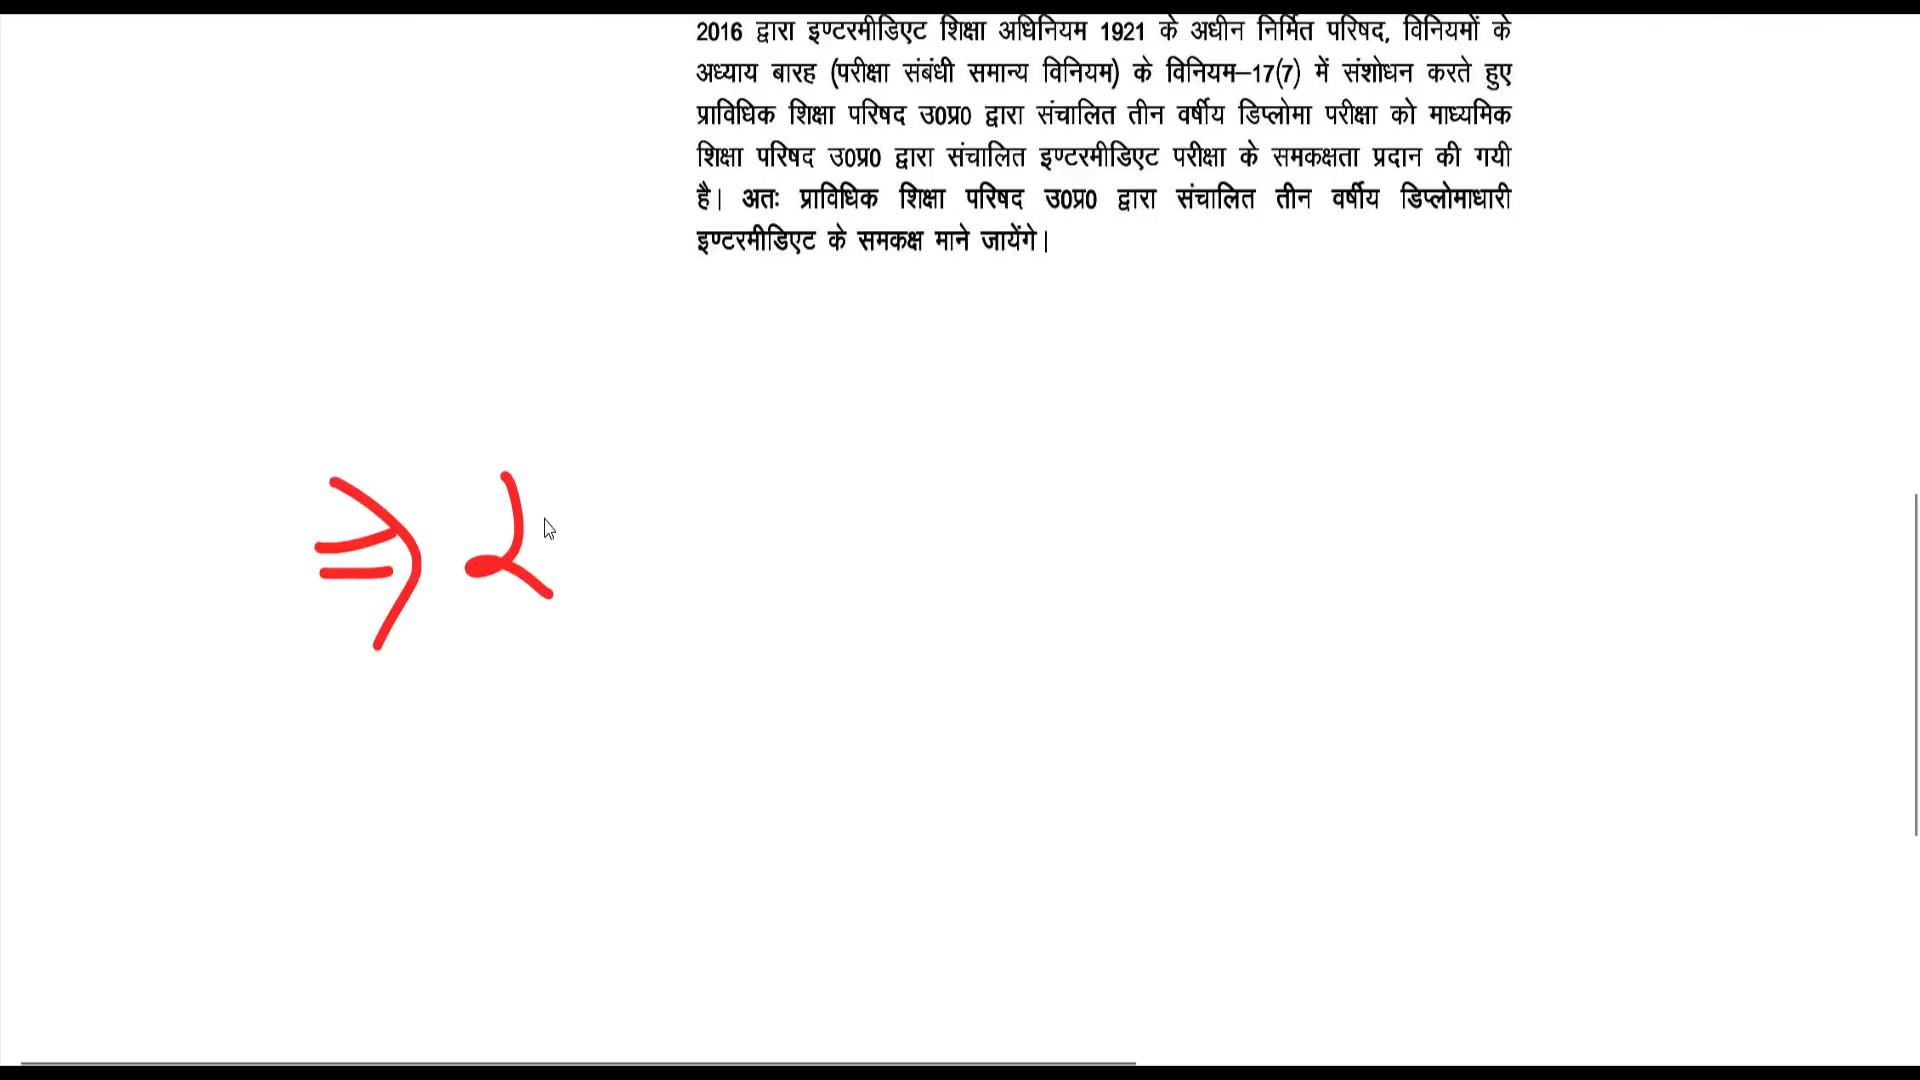 2016 द्वारा इण्टरमीडिएट शिक्षा अधिनियम 1921 के अधीन निर्मित परिषद, विनियमों के
अध्याय बारह (परीक्षा संबंधी समान्य विनियम) के विनियम–17(7) में संशोधन करते हुए
प्राविधिक शिक्षा परिषद उ0प्र0 द्वारा संचालित तीन वर्षीय डिप्लोमा परीक्षा को माध्यमिक
शिक्षा परिषद उ0प्र0 द्वारा संचालित इण्टरमीडिएट परीक्षा के समकक्षता प्रदान की गयी
है। अतः प्राविधिक शिक्षा परिषद उ0प्र0 द्वारा संचालित तीन वर्षीय डिप्लोमाधारी
इण्टरमीडिएट के समकक्ष माने जायेंगे।